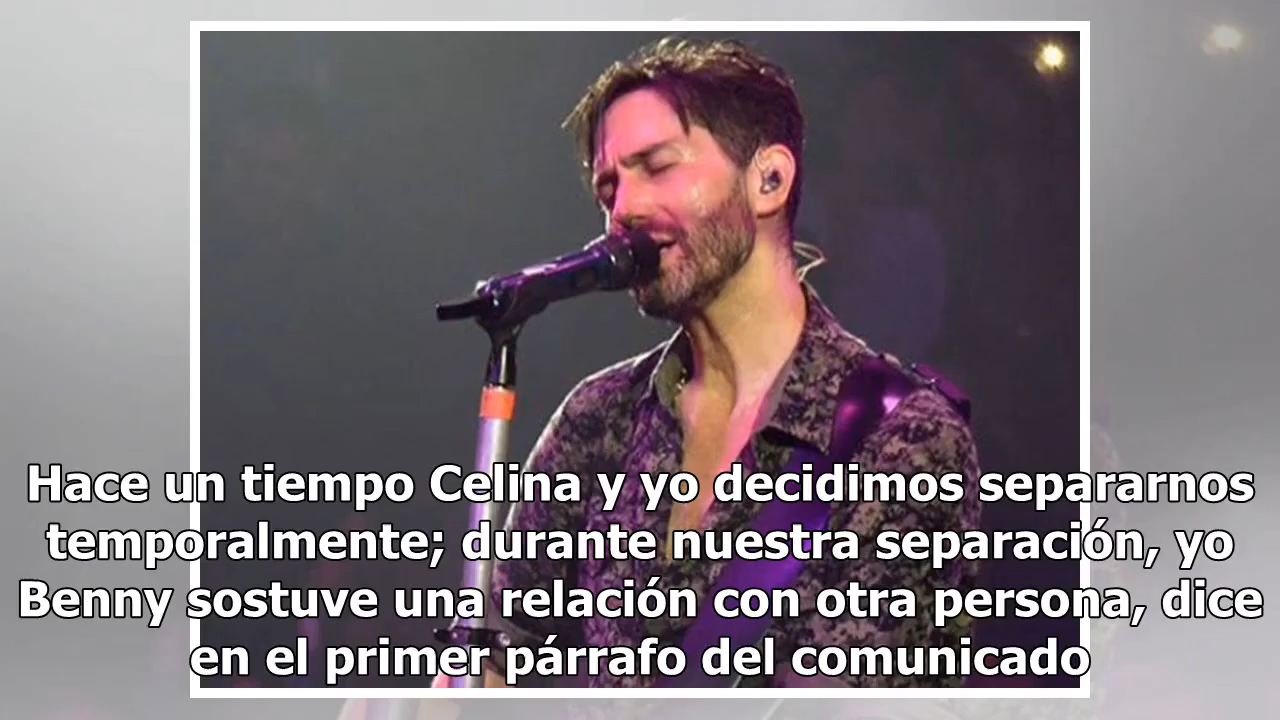 Hace un tiempo Celina y yo decidimos separarnos
temporalmente; durante nuestra separación, yo
Benny sostuve una relación con otra persona, dice
en el primer párrafo del comunicado